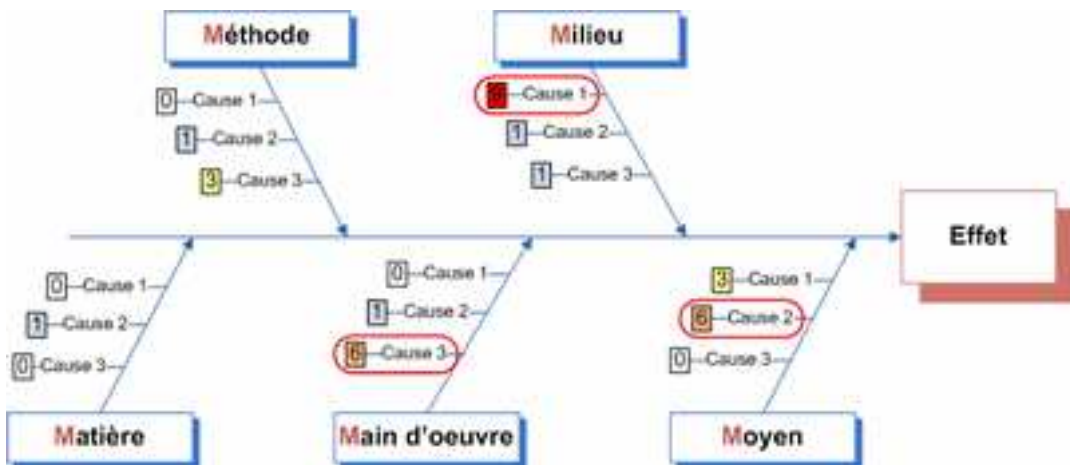 Méthode
0 Cause 1
1 Cause 2
3 Cause 3
Milieu
Cause 1
1 Cause 2
1 Cause 3
Effet
0 Cause 1
1 Cause 2
0 Cause 3
Matière
0 Cause 1
1 Cause 2
6 Cause 3
Main d'oeuvre
3 Cause 1
6 Cause 2
0 Cause 3
Moyen